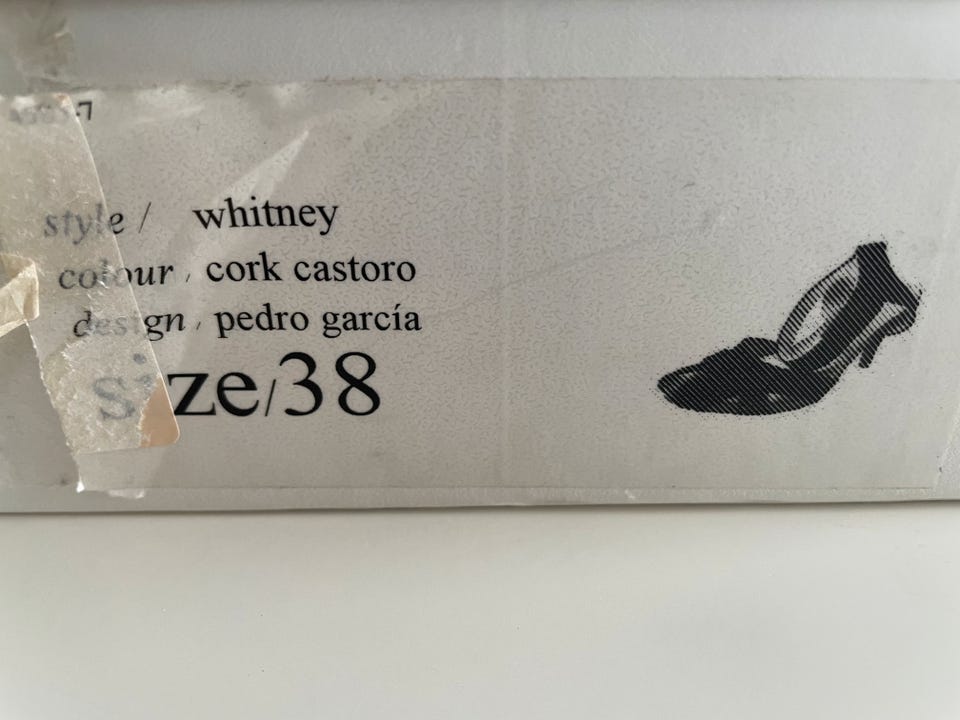 style / whitney
colour / cork castoro
design / pedro garcía
size/38